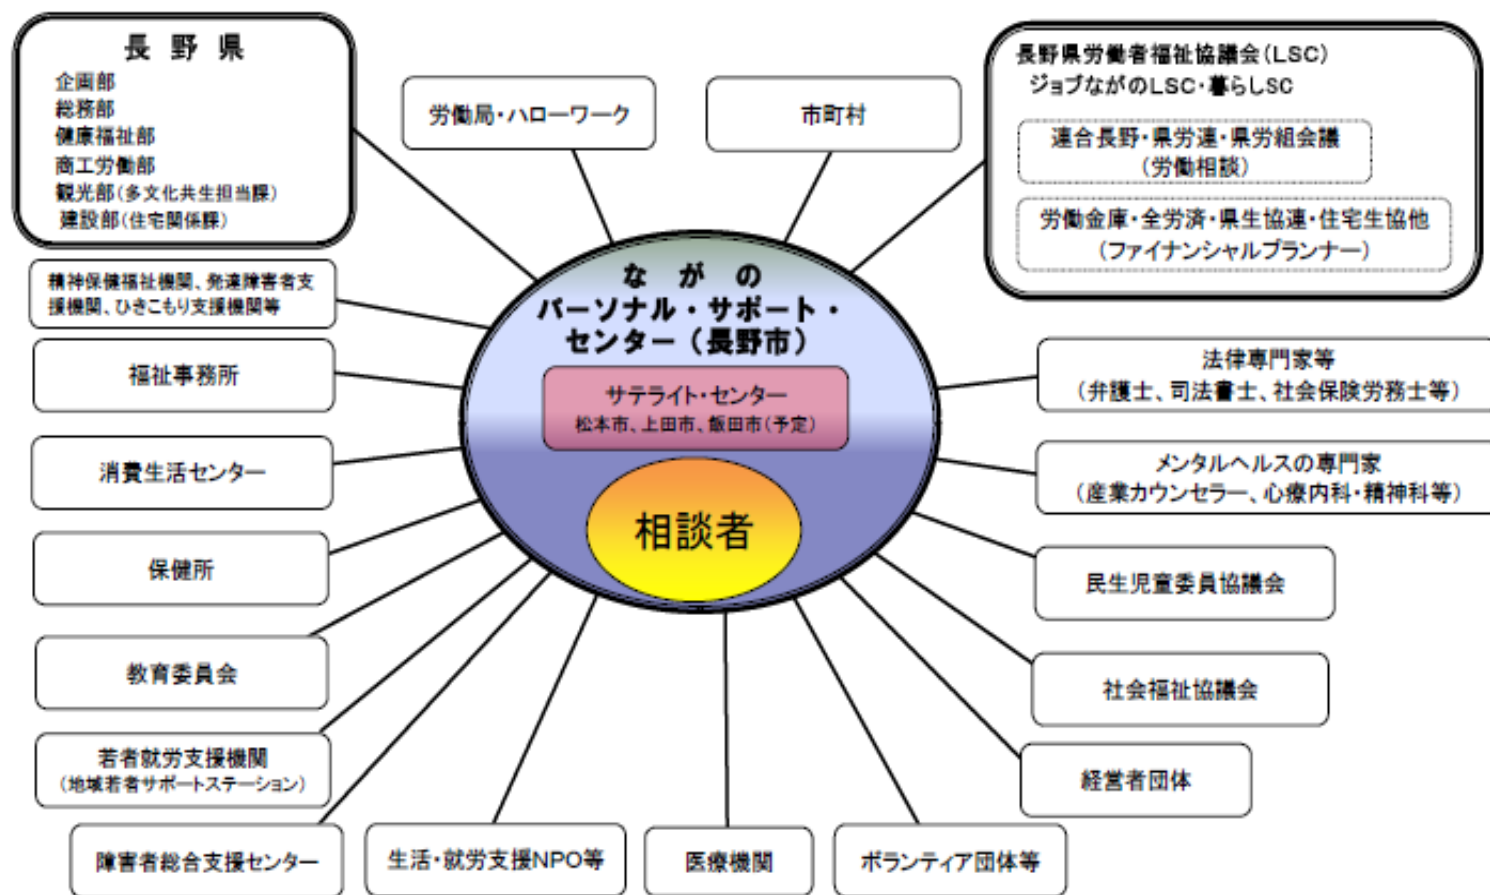 長野県
企画部
総務部
健康福祉部
商工労働部
観光部(多文化共生担当課)
建設部(住宅関係課)
労働局・ハローワーク
市町村
長野県労働者福祉協議会(LSC)
ジョブながのLSC・暮らしSC
連合長野・県労連・県労組会議
(労働相談)
労働金庫・全労済・県生協連・住宅生協他
(ファイナンシャルプランナー)
精神保健福祉機関、発達障害者支
援機関、ひきこもり支援機関等
福祉事務所
消費生活センター
保健所
教育委員会
若者就労支援機関
(地域若者サポートステーション)
障害者総合支援センター
生活・就労支援NPO等
医療機関
ボランティア団体等
ながの
パーソナル・サポート・
センター(長野市)
サテライト・センター
松本市、上田市、飯田市(予定)
相談者
法律専門家等
(弁護士、司法書士、社会保険労務士等)
メンタルヘルスの専門家
(産業カウンセラー、心療内科・精神科等)
民生児童委員協議会
社会福祉協議会
経営者団体